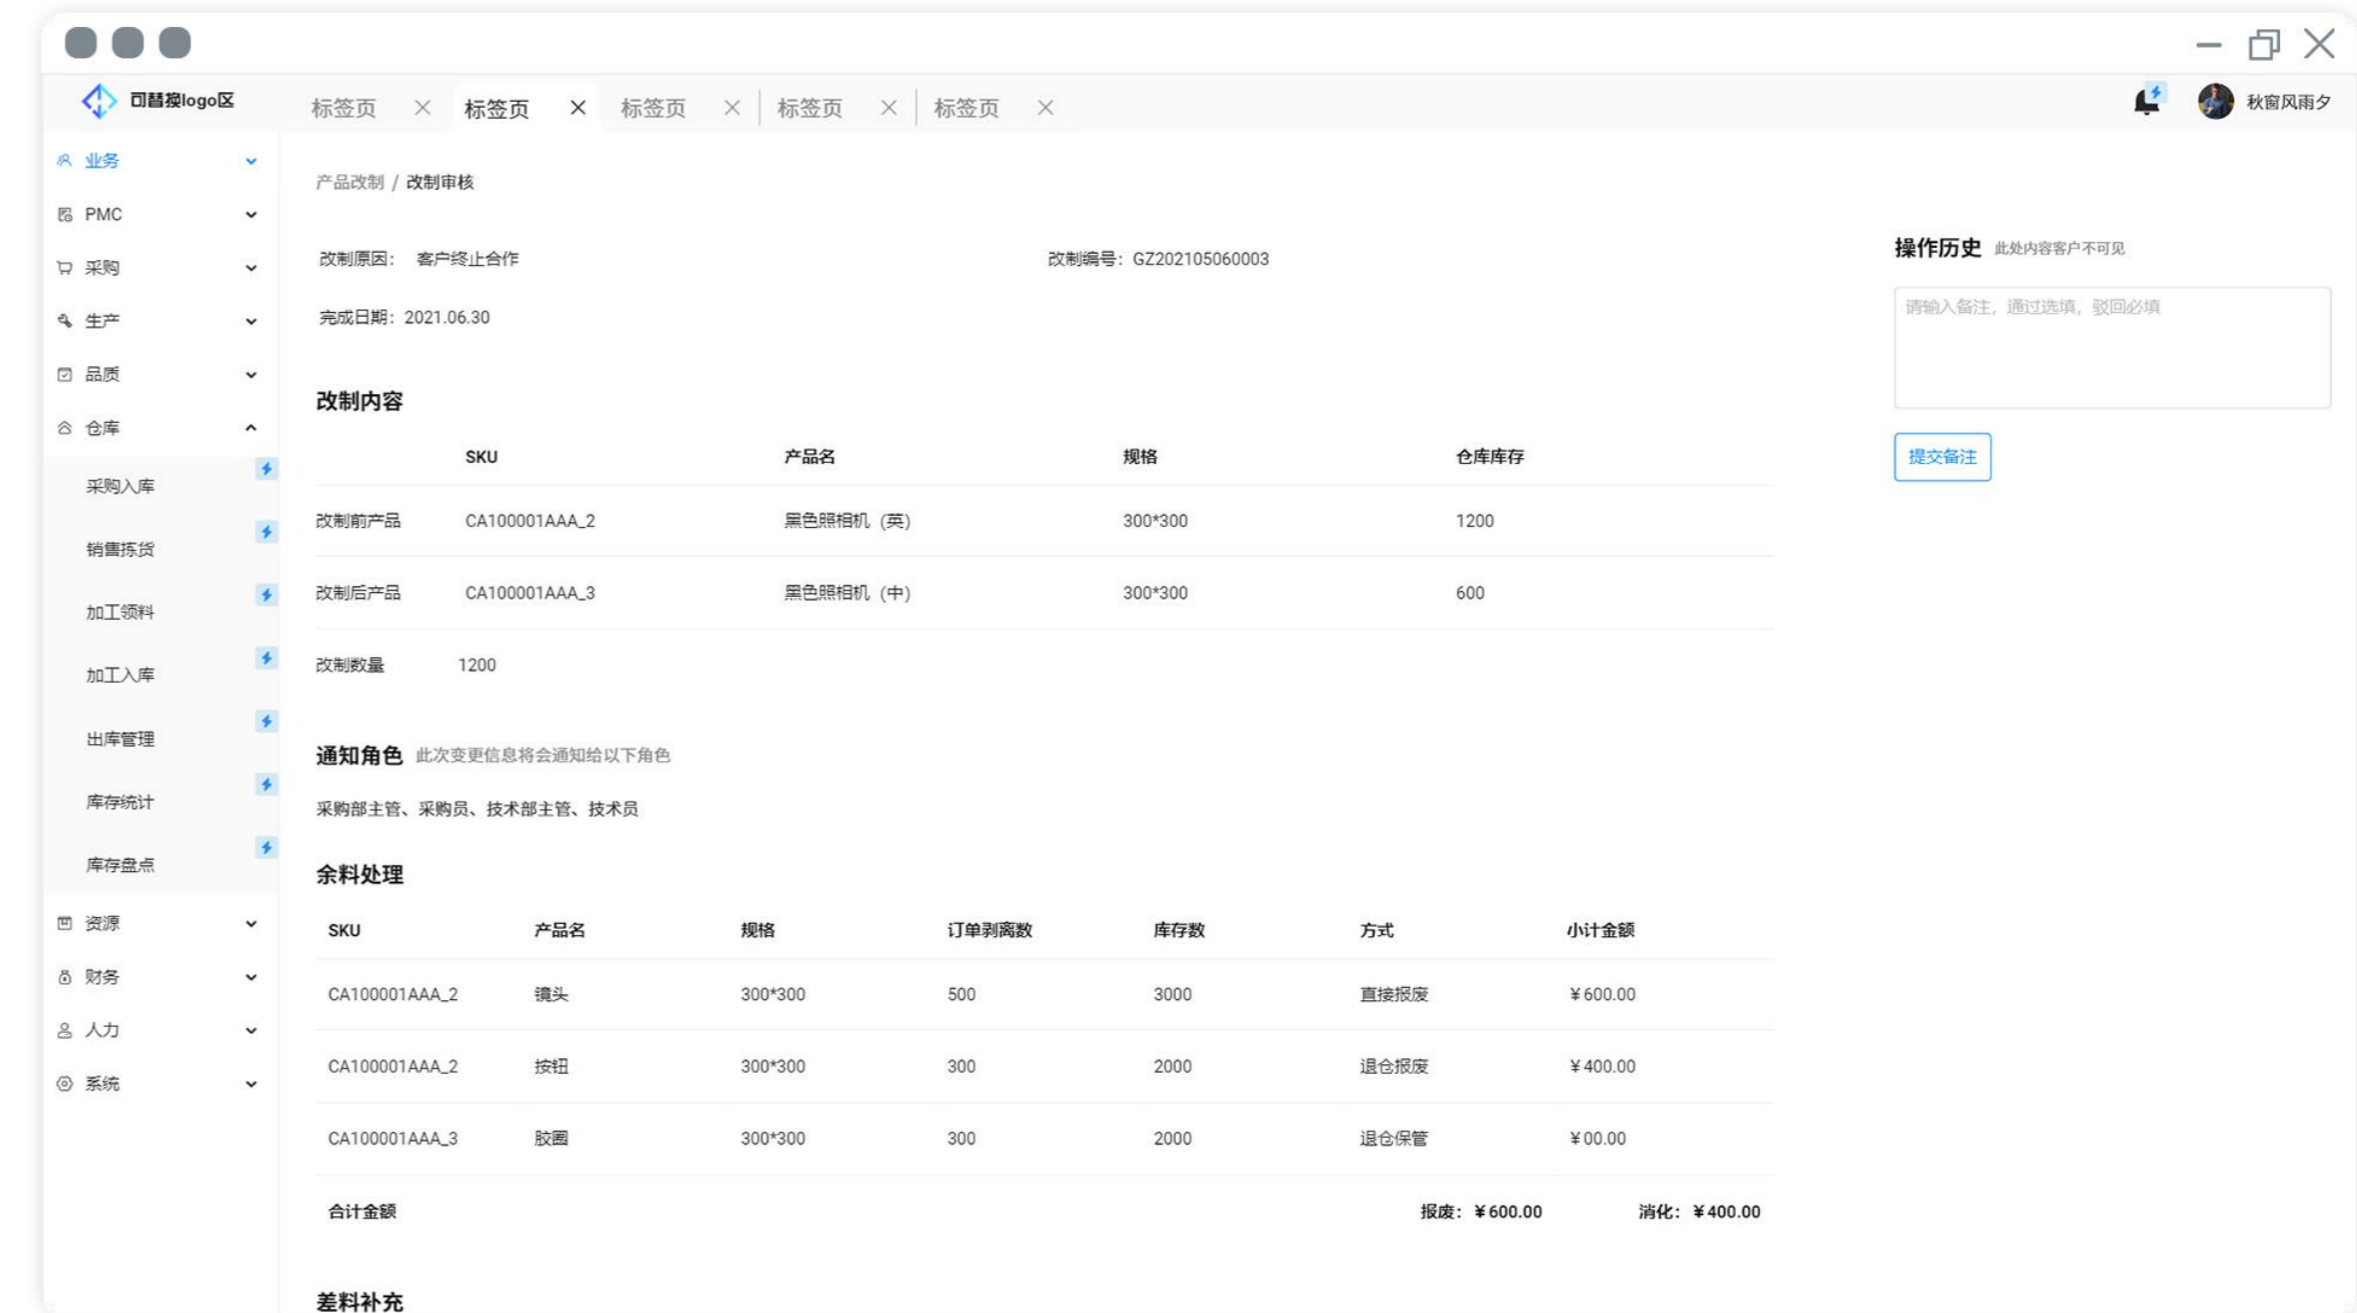 可替换logo区
标签页 标签页 标签页 标签页 标签页
秋窗风雨夕
业务
PMC
采购
生产
品质
仓库
采购入库
销售拣货
加工领料
加工入库
出库管理
库存统计
库存盘点
资源
财务
人力
系统
产品改制 / 改制审核
改制原因： 客户终止合作 改制编号：GZ202105060003
完成日期：2021.06.30
改制内容
SKU 产品名 规格 仓库库存
改制前产品 CA100001AAA_2 黑色照相机（英） 300*300 1200
改制后产品 CA100001AAA_3 黑色照相机（中） 300*300 600
改制数量 1200
通知角色 此次变更信息将会通知给以下角色
采购部主管、采购员、技术部主管、技术员
余料处理
SKU 产品名 规格 订单剥离数 库存数 方式 小计金额
CA100001AAA_2 镜头 300*300 500 3000 直接报废 ¥600.00
CA100001AAA_2 按钮 300*300 300 2000 退仓报废 ¥400.00
CA100001AAA_3 胶圈 300*300 300 2000 退仓保管 ¥00.00
合计金额 报废：¥600.00 消化：¥400.00
差料补充
操作历史 此处内容客户不可见
请输入备注，通过选填，驳回必填
提交备注